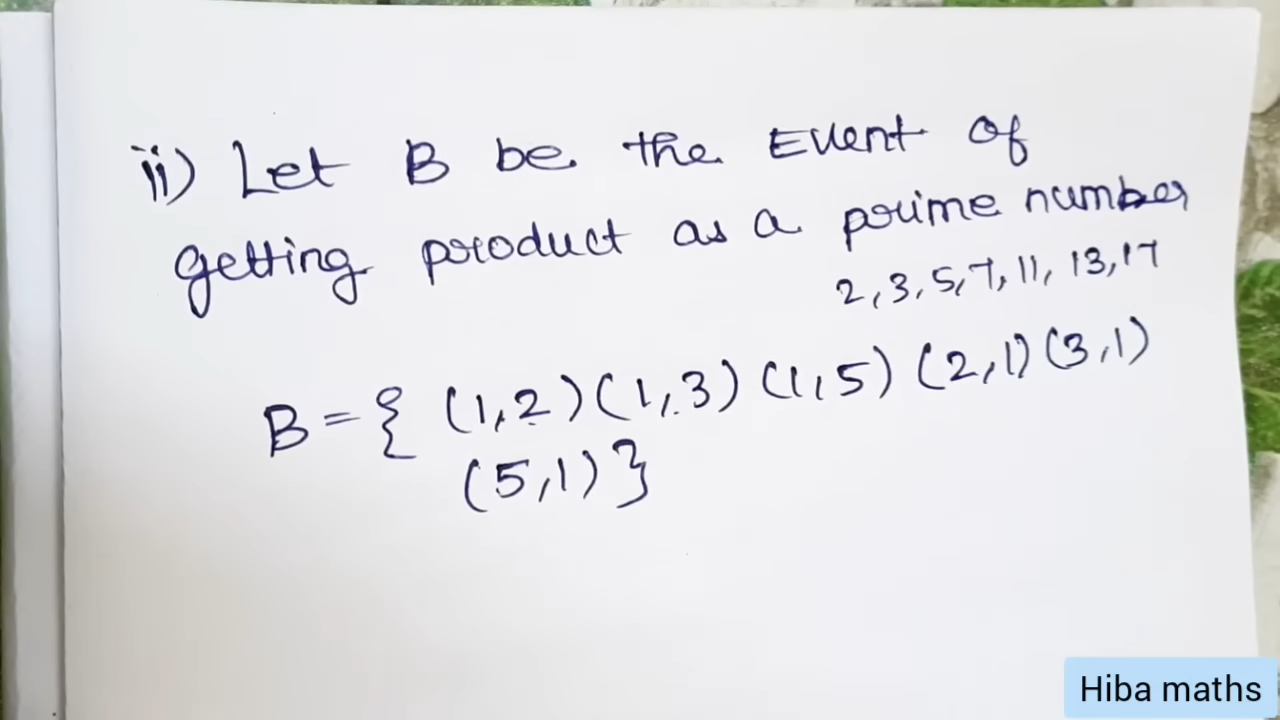 ii) Let B be the Event of
getting product as a prime number
2, 3, 5, 7, 11, 13, 17
B = { (1,2) (1,3) (1,5) (2,1) (3,1)
(5,1) }
Hiba maths